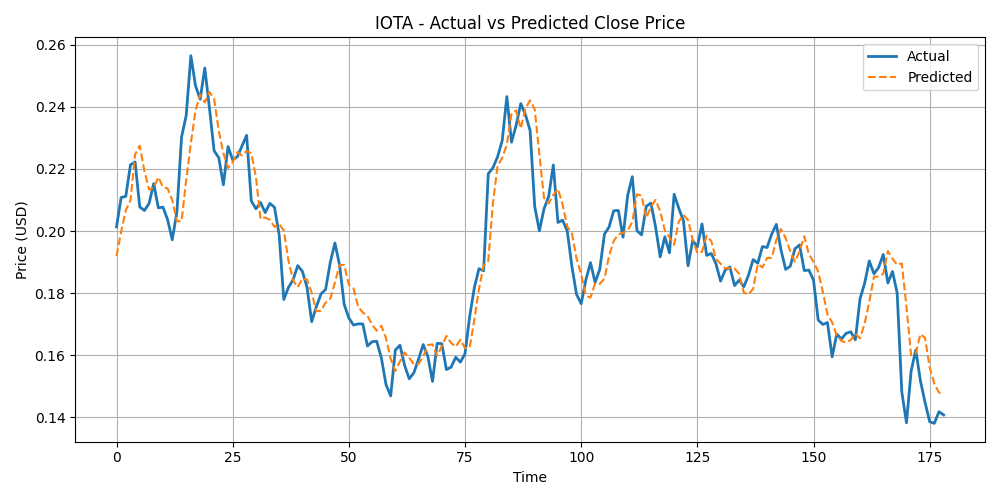 IOTA - Actual vs Predicted Close Price
Actual
Predicted
Price (USD)
0.26
0.24
0.22
0.20
0.18
0.16
0.14
0 25 50 75 100 125 150 175
Time